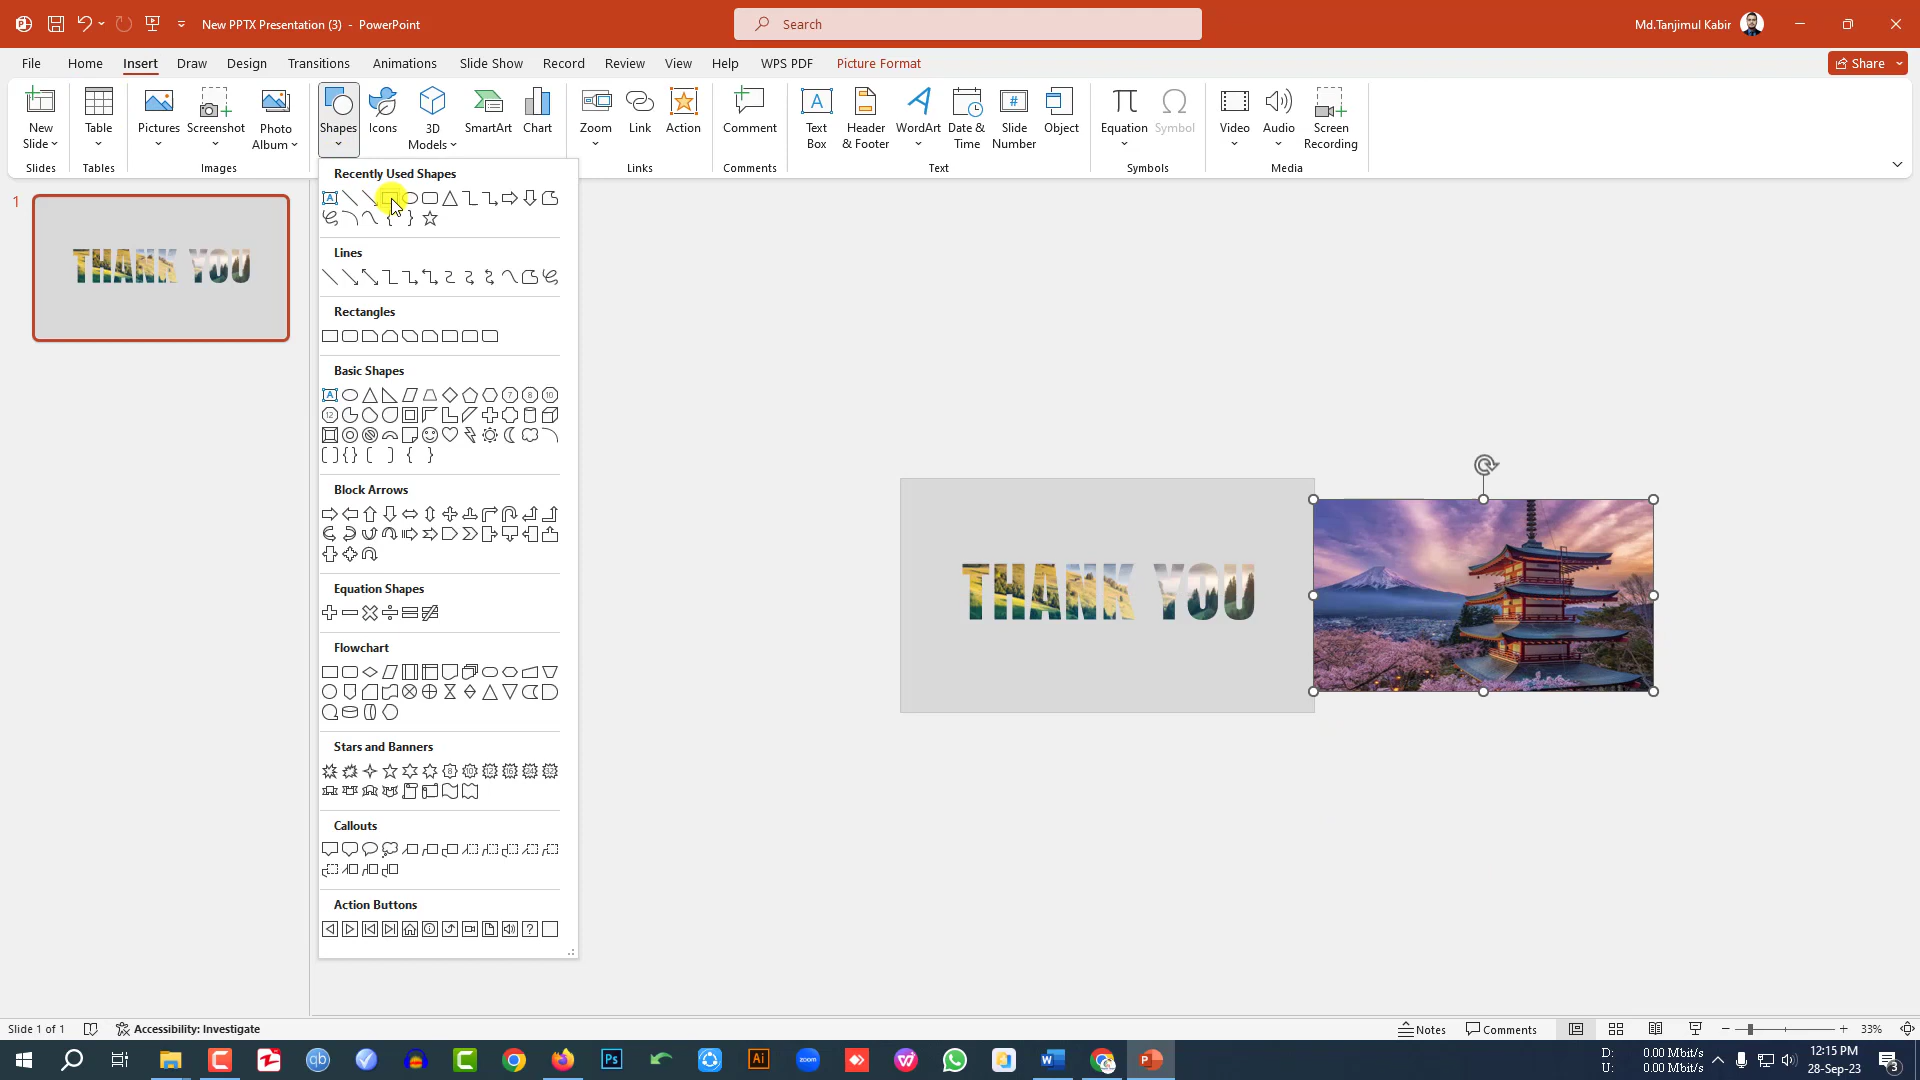 New PPTX Presentation (3) - PowerPoint
Search
Md.Tanjimul Kabir
File Home Insert Draw Design Transitions Animations Slide Show Record Review View Help WPS PDF Picture Format
Share
New Slide
Table
Pictures
Screenshot
Photo Album
Shapes
Icons
3D Models
SmartArt
Chart
Zoom
Link
Action
Comment
Text Box
Header & Footer
WordArt
Date & Time
Slide Number
Object
Equation
Symbol
Video
Audio
Screen Recording
Slides Tables Images Links Comments Text Symbols Media
Recently Used Shapes
Lines
Rectangles
Basic Shapes
Block Arrows
Equation Shapes
Flowchart
Stars and Banners
Callouts
Action Buttons
1
THANK YOU
THANK YOU
Slide 1 of 1
Accessibility: Investigate
Notes
Comments
33%
D: 0.00 Mbit/s
U: 0.00 Mbit/s
12:15 PM
28-Sep-23
3